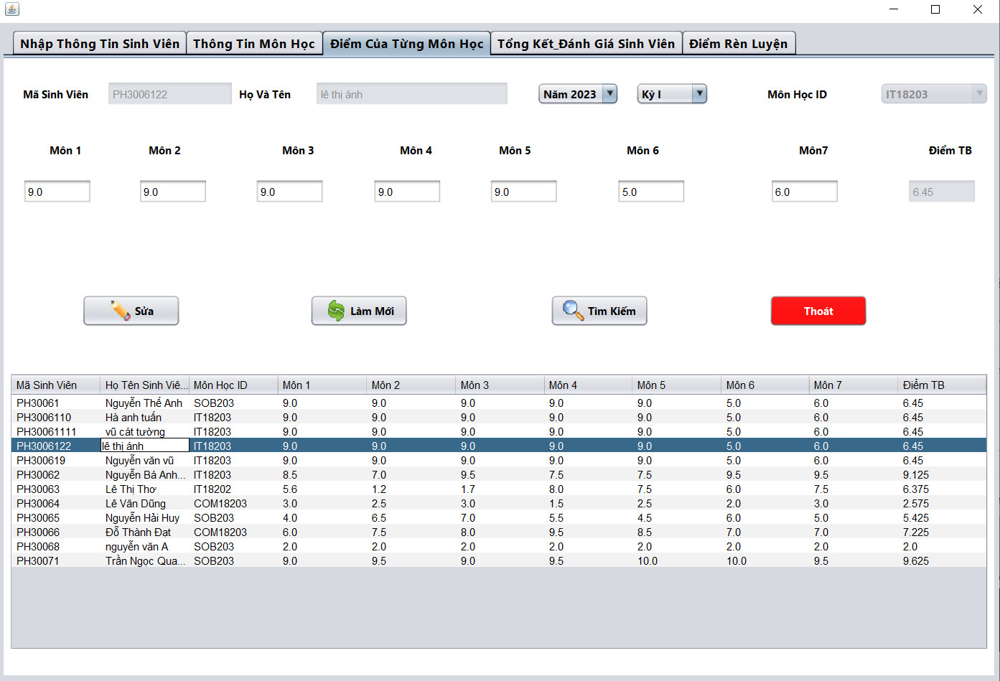 Nhập Thông Tin Sinh Viên Thông Tin Môn Học Điểm Của Từng Môn Học Tổng Kết_Đánh Giá Sinh Viên Điểm Rèn Luyện
Mã Sinh Viên PH3006122 Họ Và Tên lê thị ánh Năm 2023 Kỳ I Môn Học ID IT18203
Môn 1 Môn 2 Môn 3 Môn 4 Môn 5 Môn 6 Môn7 Điểm TB
9.0 9.0 9.0 9.0 9.0 5.0 6.0 6.45
Sửa Làm Mới Tìm Kiếm Thoát
Mã Sinh Viên Họ Tên Sinh Viê... Môn Học ID Môn 1 Môn 2 Môn 3 Môn 4 Môn 5 Môn 6 Môn 7 Điểm TB
PH30061 Nguyễn Thế Anh SOB203 9.0 9.0 9.0 9.0 9.0 5.0 6.0 6.45
PH3006110 Hà anh tuấn IT18203 9.0 9.0 9.0 9.0 9.0 5.0 6.0 6.45
PH30061111 vũ cát tường IT18203 9.0 9.0 9.0 9.0 9.0 5.0 6.0 6.45
PH3006122 lê thị ánh IT18203 9.0 9.0 9.0 9.0 9.0 5.0 6.0 6.45
PH300619 Nguyễn văn vũ IT18203 9.0 9.0 9.0 9.0 9.0 5.0 6.0 6.45
PH30062 Nguyễn Bá Anh... IT18203 8.5 7.0 9.5 7.5 7.5 9.5 9.5 9.125
PH30063 Lê Thị Thơ IT18202 5.6 1.2 1.7 8.0 7.5 6.0 7.5 6.375
PH30064 Lê Văn Dũng COM18203 3.0 2.5 3.0 1.5 2.5 2.0 3.0 2.575
PH30065 Nguyễn Hải Huy SOB203 4.0 6.5 7.0 5.5 4.5 6.0 5.0 5.425
PH30066 Đỗ Thành Đạt COM18203 6.0 7.5 8.0 9.5 8.5 7.0 7.0 7.225
PH30068 nguyễn văn A SOB203 2.0 2.0 2.0 2.0 2.0 2.0 2.0 2.0
PH30071 Trần Ngọc Qua... SOB203 9.0 9.5 9.0 9.5 10.0 10.0 9.5 9.625